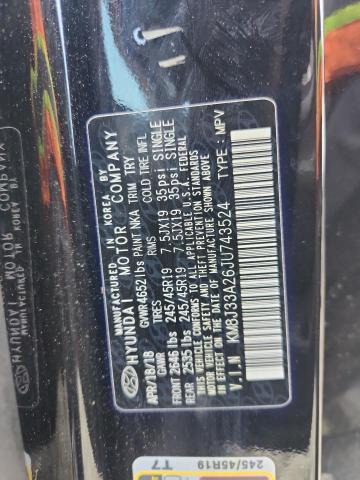 MANUFACTURED IN KOREA BY
HYUNDAI MOTOR COMPANY
APR/18/18 GVWR 4652 lbs PAINT NKA TRIM TRY
GAWR TIRES RIMS COLD TIRE INFL
FRONT 2646 lbs 245/45R19 7.5JX19 35psi SINGLE
REAR 2535 lbs 245/45R19 7.5JX19 35psi SINGLE
THIS VEHICLE CONFORMS TO ALL APPLICABLE U.S.A. FEDERAL
MOTOR VEHICLE SAFETY, BUMPER, AND THEFT PREVENTION STANDARDS
IN EFFECT ON THE DATE OF MANUFACTURE SHOWN ABOVE
V.I.N KM8J33A26JU743524 TYPE : MPV
245/45R19
T7